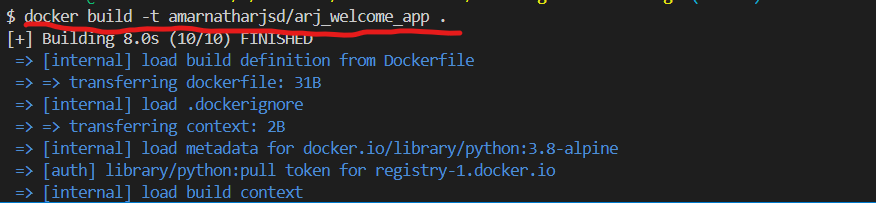 $ docker build -t amarnatharjsd/arj_welcome_app .
[+] Building 8.0s (10/10) FINISHED
=> [internal] load build definition from Dockerfile
=> => transferring dockerfile: 31B
=> [internal] load .dockerignore
=> => transferring context: 2B
=> [internal] load metadata for docker.io/library/python:3.8-alpine
=> [auth] library/python:pull token for registry-1.docker.io
=> [internal] load build context